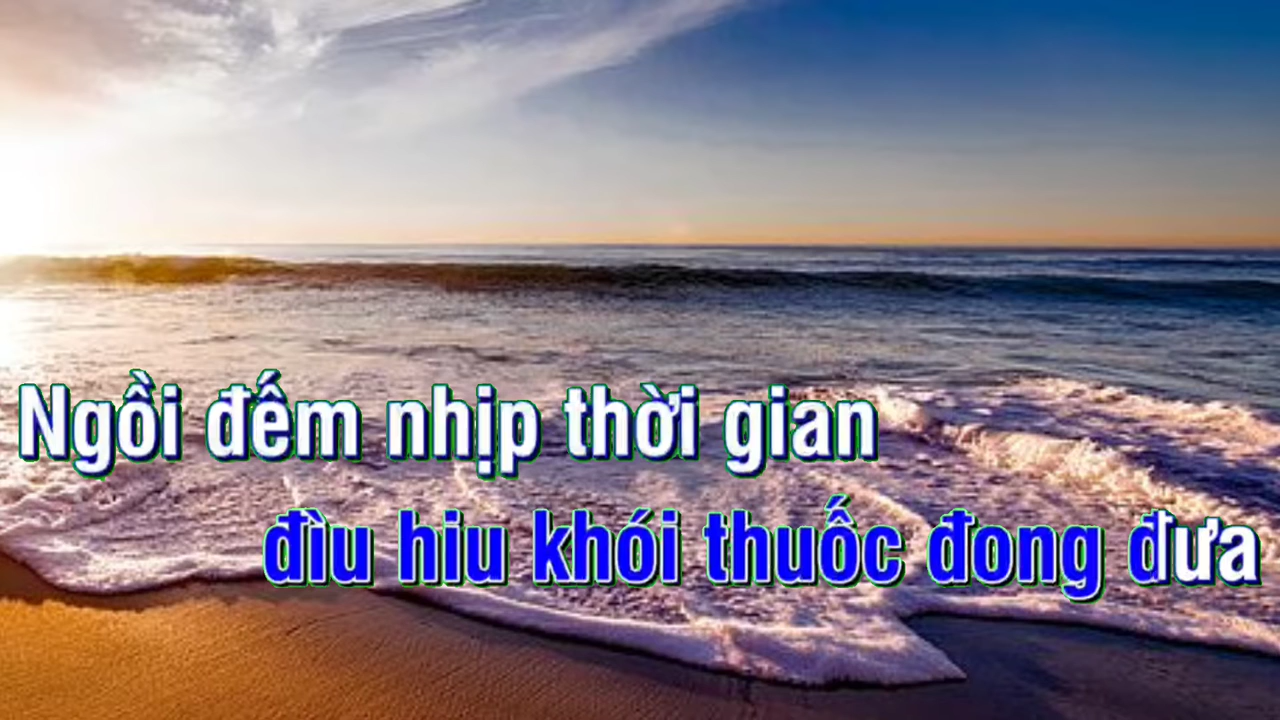 Ngồi đếm nhịp thời gian
đìu hiu khói thuốc đong đưa